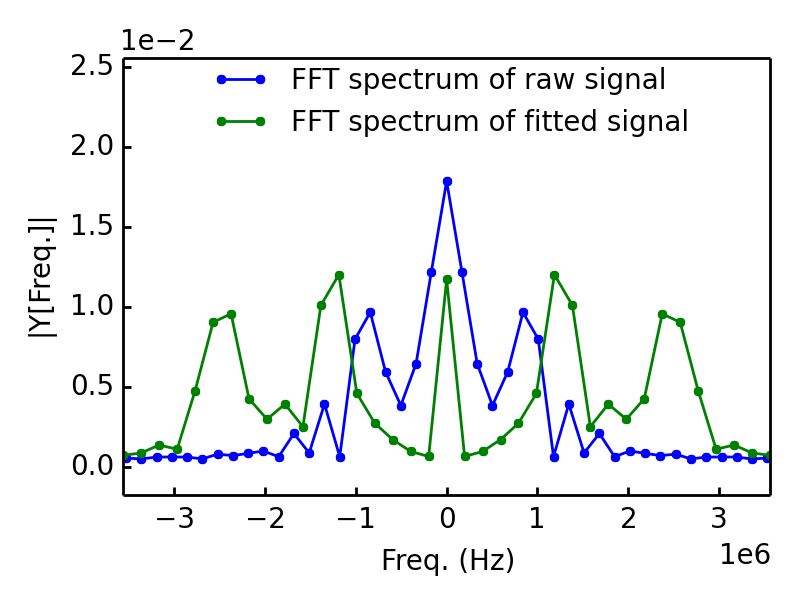 1e−2
2.5
FFT spectrum of raw signal
FFT spectrum of fitted signal
2.0
1.5
|Y[Freq.]|
1.0
0.5
0.0
−3 −2 −1 0 1 2 3
1e6
Freq. (Hz)